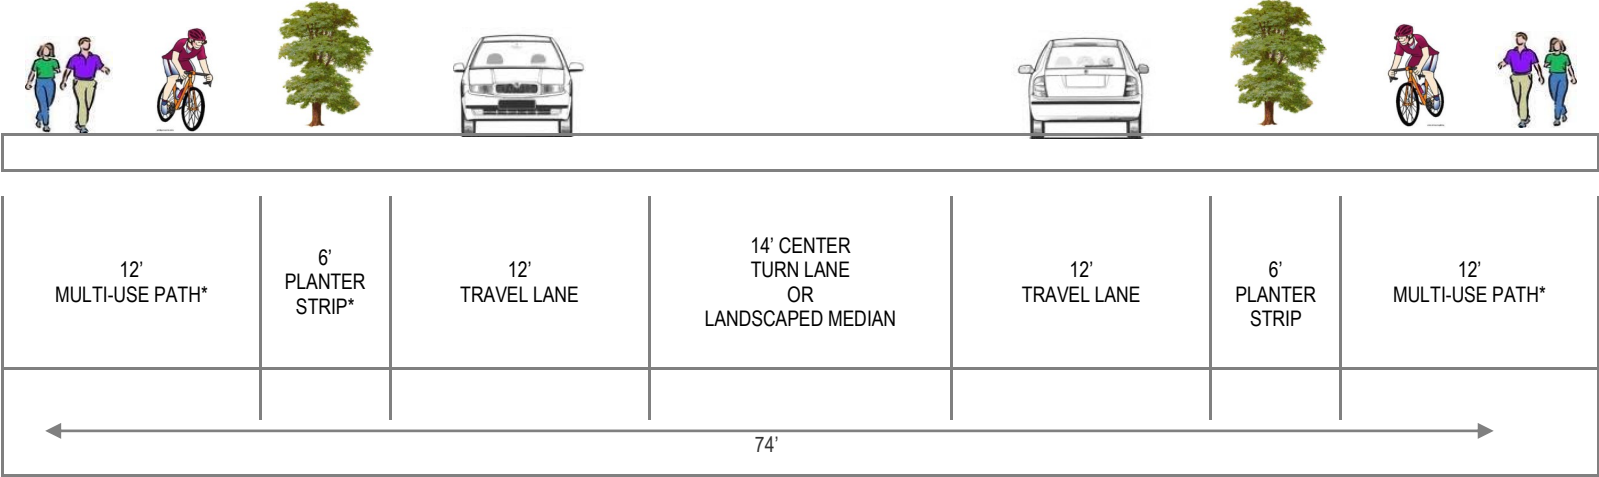 12’
MULTI-USE PATH*
6’
PLANTER
STRIP*
12’
TRAVEL LANE
14’ CENTER
TURN LANE
OR
LANDSCAPED MEDIAN
12’
TRAVEL LANE
6’
PLANTER
STRIP
12’
MULTI-USE PATH*
74’